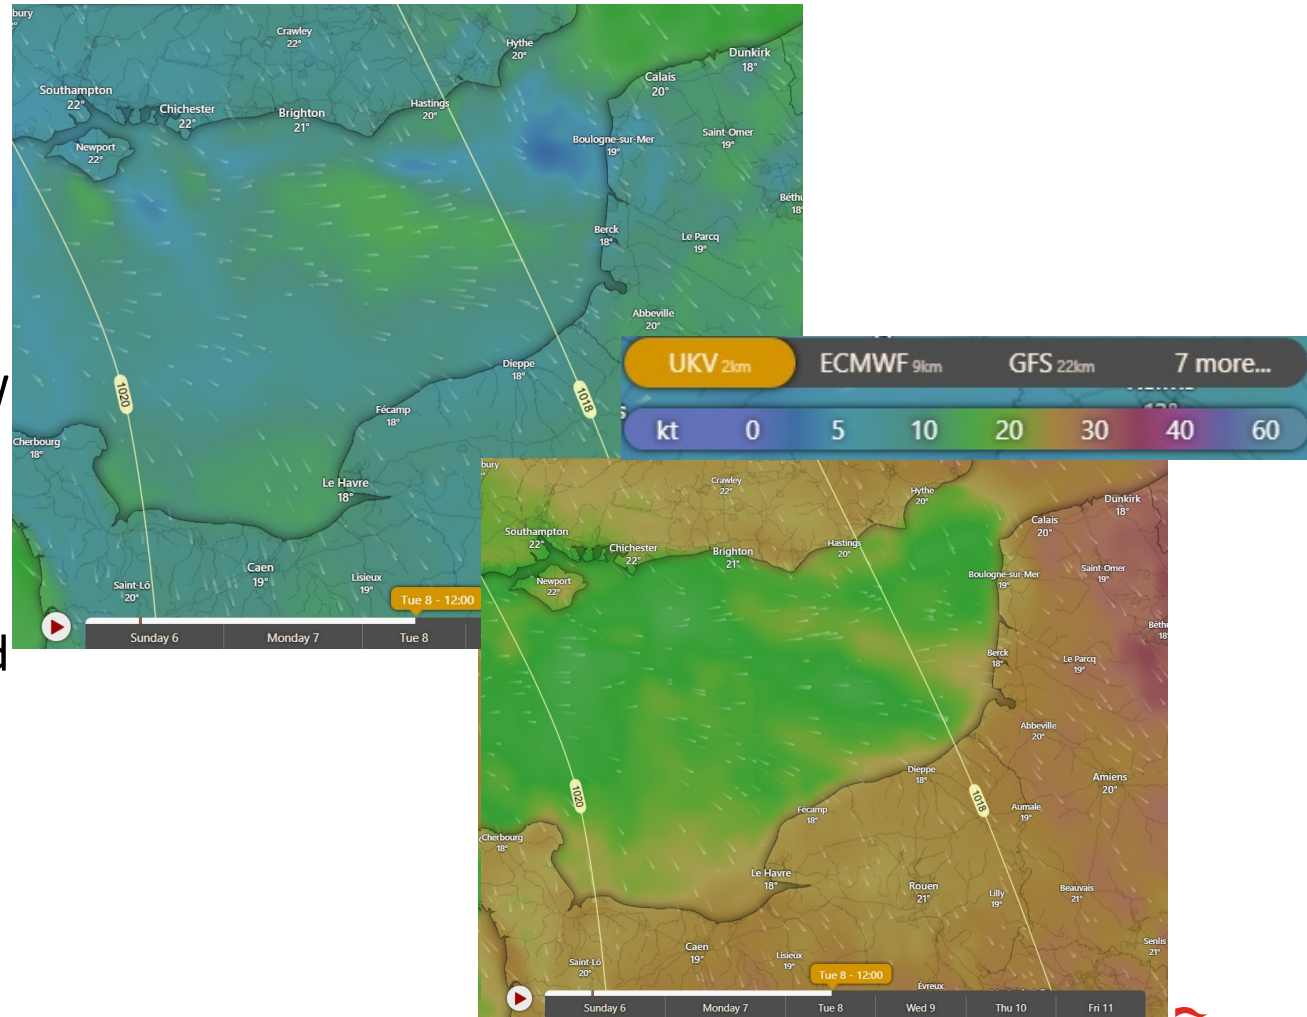 bury
Crawley
22°
Hythe
20°
Dunkirk
18°
Calais
20°
Southampton
22°
Chichester
22°
Brighton
21°
Hastings
20°
Boulogne-sur-Mer
19°
Saint-Omer
19°
Newport
22°
Béthu
18°
Berck
18°
Le Parcq
19°
Abbeville
20°
Dieppe
18°
1020
1018
Fécamp
18°
Cherbourg
18°
Le Havre
18°
Caen
19°
Saint-Lô
20°
Lisieux
19°
Tue 8 - 12:00
Sunday 6 Monday 7 Tue 8
UKV 2km ECMWF 9km GFS 22km 7 more...
kt 0 5 10 20 30 40 60
bury
Crawley
22°
Hythe
20°
Dunkirk
18°
Calais
20°
Southampton
22°
Chichester
22°
Brighton
21°
Hastings
20°
Boulogne-sur-Mer
19°
Saint-Omer
19°
Newport
22°
Béthu
18°
Berck
18°
Le Parcq
19°
Abbeville
20°
Dieppe
18°
Amiens
20°
1020
1018
Fécamp
18°
Aumale
19°
Cherbourg
18°
Le Havre
18°
Rouen
21°
Lilly
19°
Beauvais
21°
Caen
19°
Lisieux
19°
Senlis
21°
Saint-Lô
20°
Tue 8 - 12:00
Évreux
Sunday 6 Monday 7 Tue 8 Wed 9 Thu 10 Fri 11